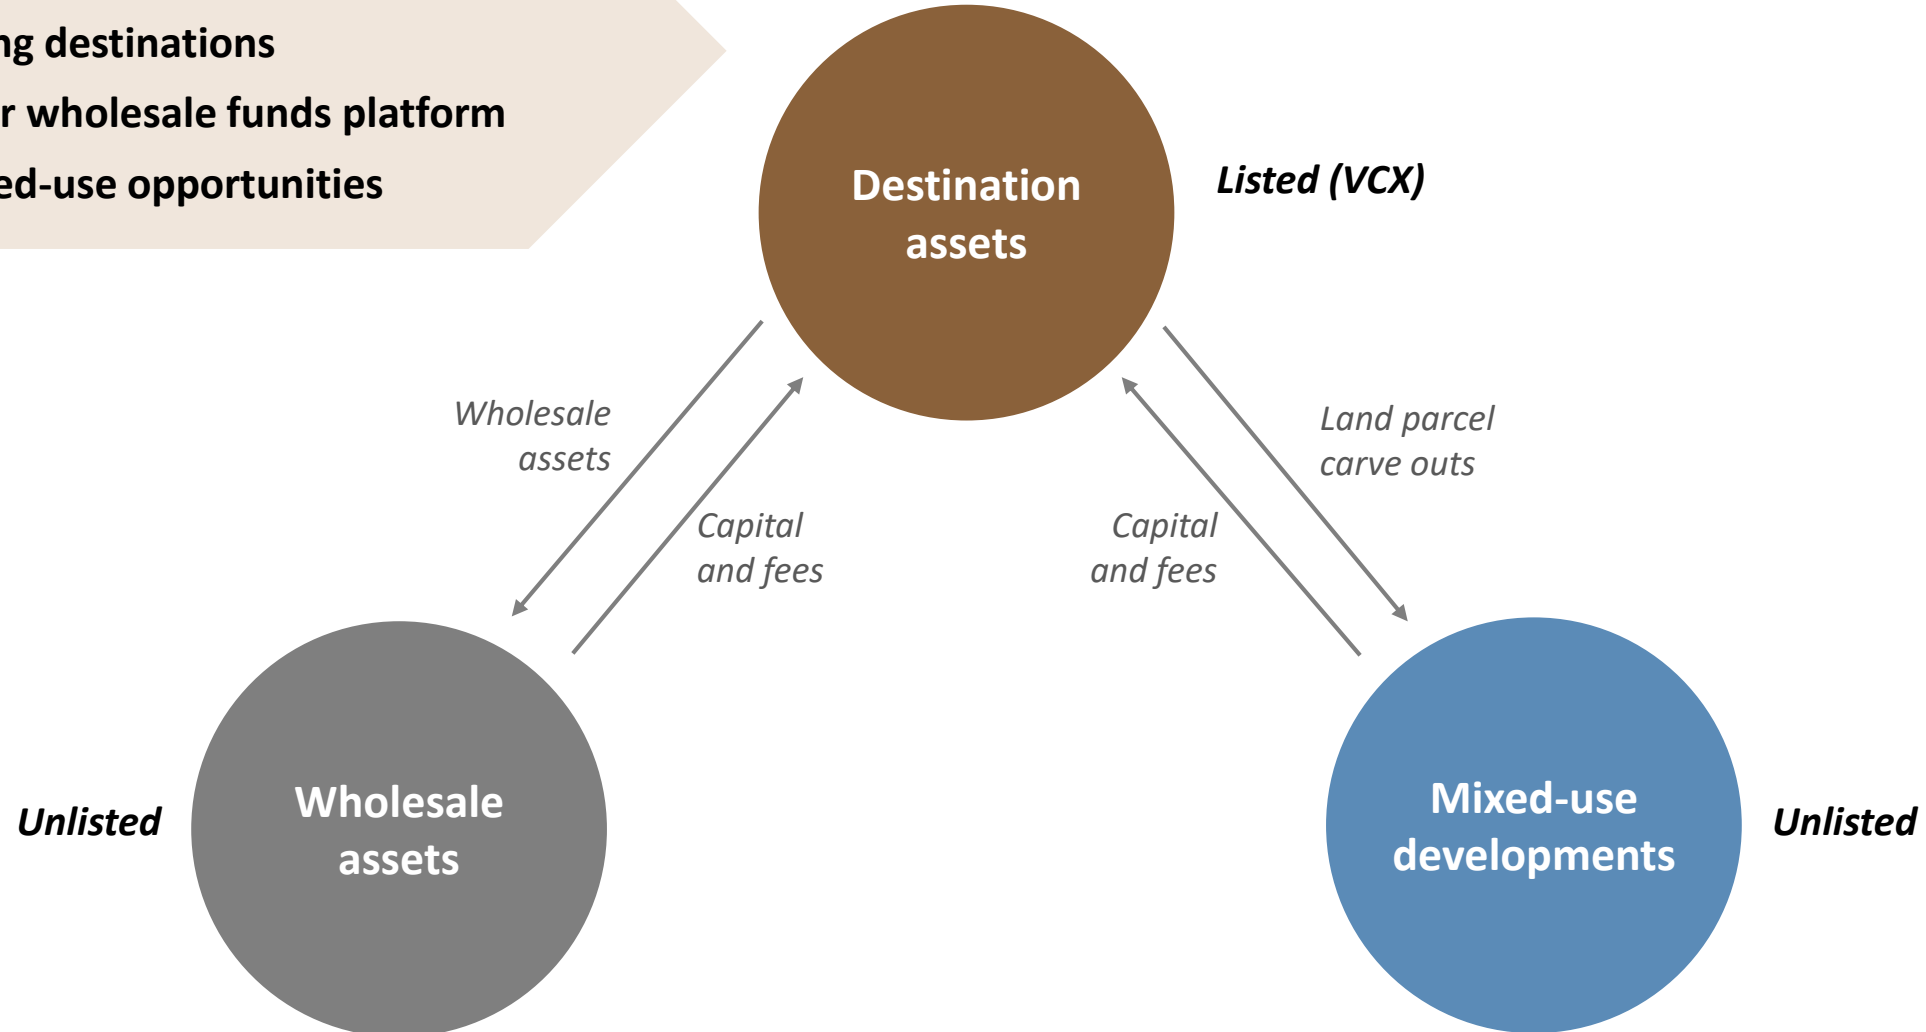 ng destinations
r wholesale funds platform
ed-use opportunities
Destination
assets
Listed (VCX)
Wholesale
assets
Land parcel
carve outs
Capital
and fees
Capital
and fees
Unlisted
Wholesale
assets
Mixed-use
developments
Unlisted